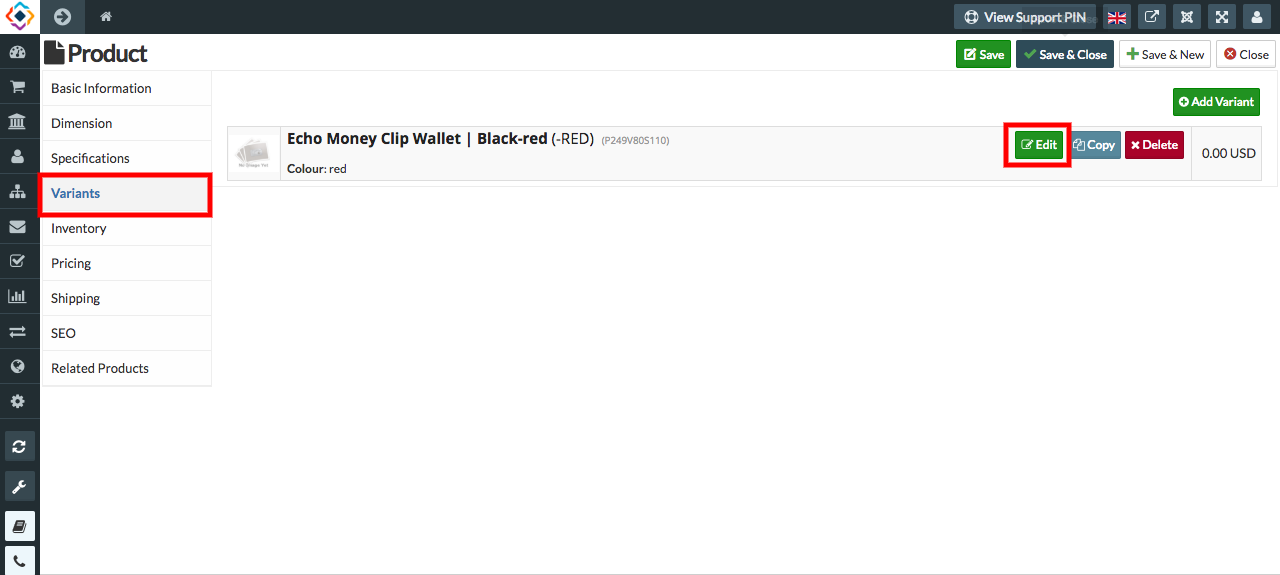 View Support PIN
Product
Save
Save & Close
Save & New
Close
Basic Information
Dimension
Specifications
Variants
Inventory
Pricing
Shipping
SEO
Related Products
Add Variant
Echo Money Clip Wallet | Black-red (-RED) (P249V80S110)
Colour: red
Edit
Copy
Delete
0.00 USD